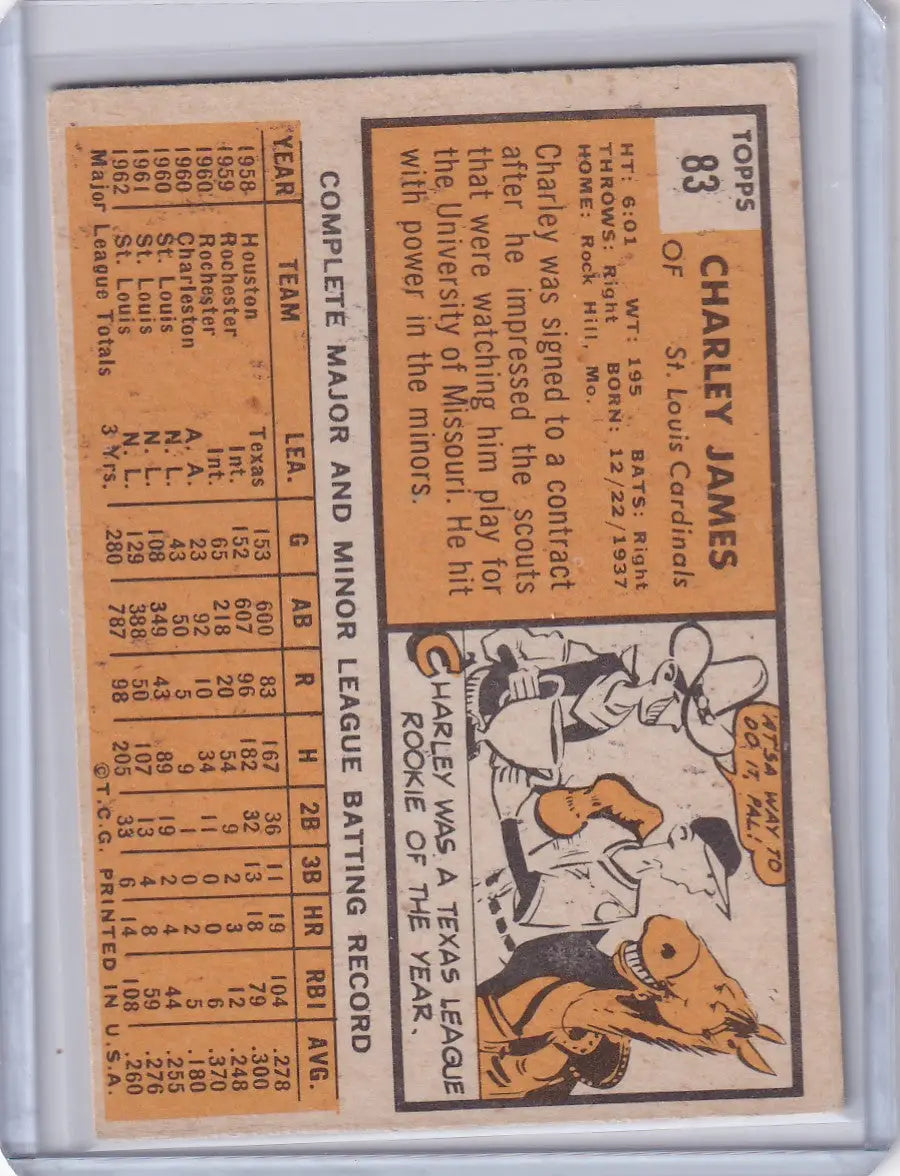 TOPPS
83
CHARLEY JAMES
OF St. Louis Cardinals
HT: 6:01 WT: 195 BATS: Right
THROWS: Right BORN: 12/22/1937
HOME: Rock Hill, Mo.
Charley was signed to a contract
after he impressed the scouts
that were watching him play for
the University of Missouri. He hit
with power in the minors.
'ATSA WAY TO
DO IT, PAL!
CHARLEY WAS A TEXAS LEAGUE
ROOKIE OF THE YEAR.
COMPLETE MAJOR AND MINOR LEAGUE BATTING RECORD
YEAR TEAM LEA. G AB R H 2B 3B HR RBI AVG.
1958 Houston Texas 153 600 83 167 36 11 19 104 .278
1959 Rochester Int. 152 607 96 182 32 13 18 79 .300
1960 Rochester Int. 65 218 20 54 9 2 3 12 .248
1960 Charleston A. A. 23 92 10 34 11 0 0 6 .370
1960 St. Louis N. L. 43 50 5 9 1 0 2 5 .180
1961 St. Louis N. L. 108 349 43 89 19 2 4 44 .255
1962 St. Louis N. L. 129 388 50 107 13 4 8 59 .276
Major League Totals 3 Yrs. 280 787 98 205 33 6 14 108 .260
©T.C.G. PRINTED IN U.S.A.